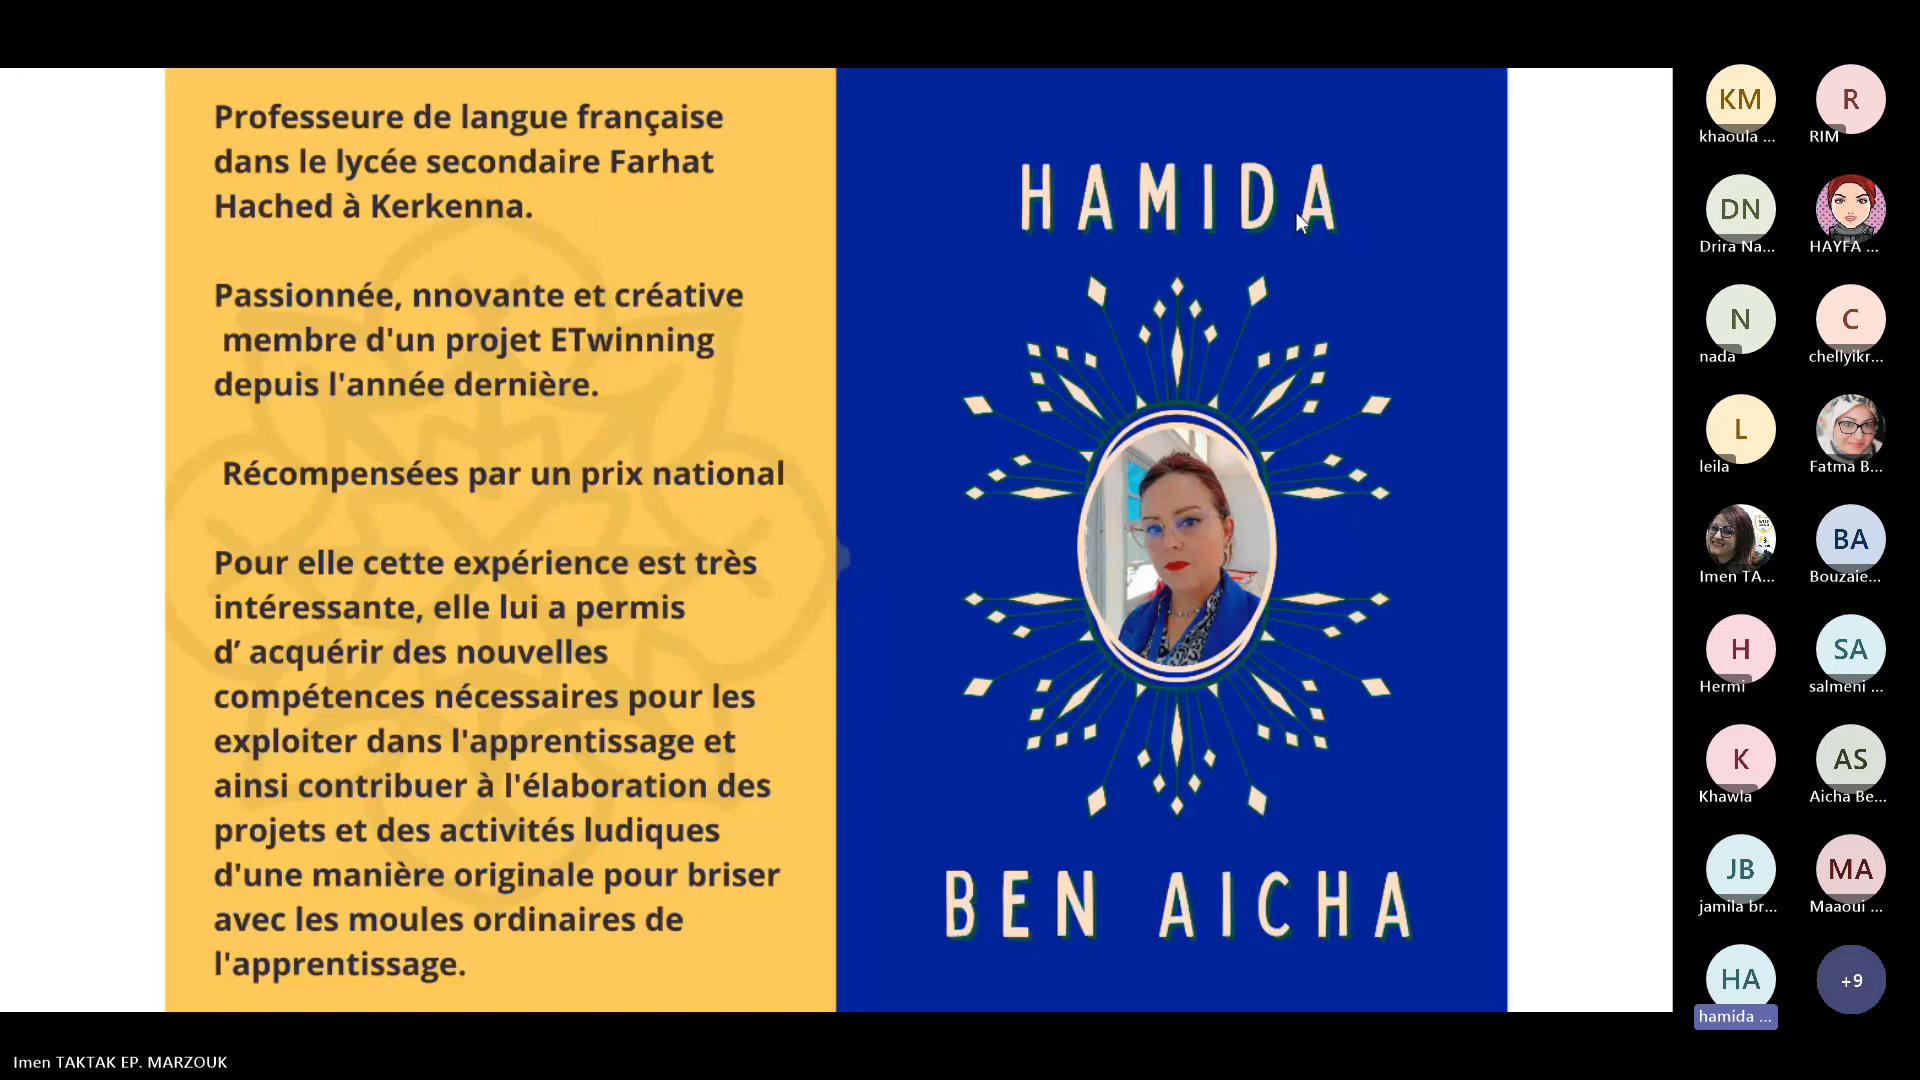 Professeure de langue française
dans le lycée secondaire Farhat
Hached à Kerkenna.
Passionnée, nnovante et créative
membre d'un projet ETwinning
depuis l'année dernière.
Récompensées par un prix national
Pour elle cette expérience est très
intéressante, elle lui a permis
d’ acquérir des nouvelles
compétences nécessaires pour les
exploiter dans l'apprentissage et
ainsi contribuer à l'élaboration des
projets et des activités ludiques
d'une manière originale pour briser
avec les moules ordinaires de
l'apprentissage.
HAMIDA
BEN AICHA
KM
khaoula ...
R
RIM
DN
Drira Na...
HAYFA ...
N
nada
C
chellyikr...
L
leila
Fatma B...
Imen TA...
BA
Bouzaie...
H
Hermi
SA
salmeni ...
K
Khawla
AS
Aicha Be...
JB
jamila br...
MA
Maaoui ...
HA
hamida ...
+9
Imen TAKTAK EP. MARZOUK